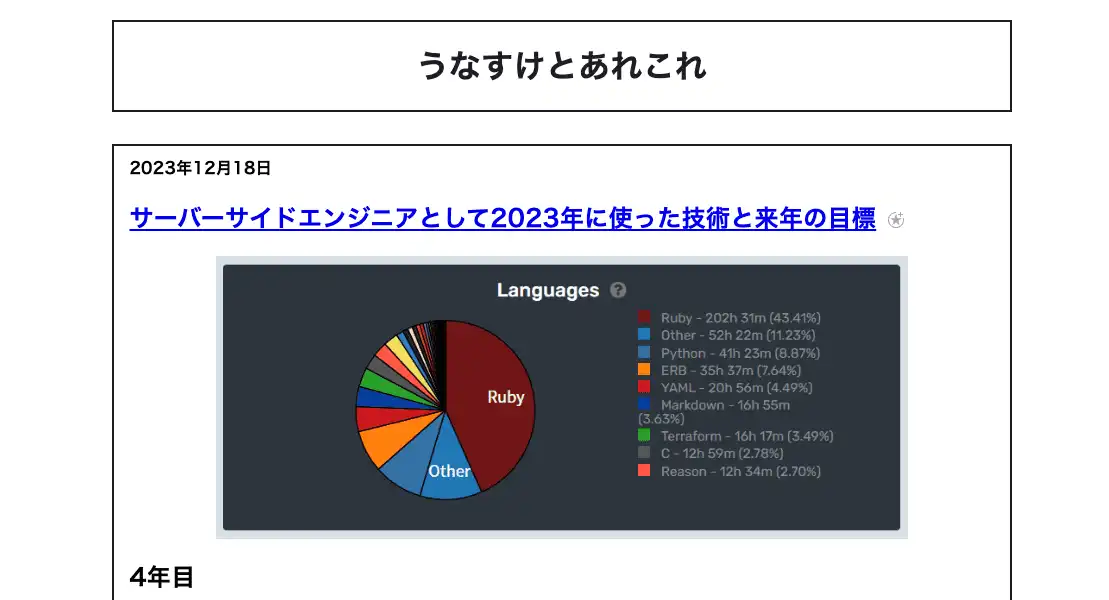 うなすけとあれこれ
2023年12月18日
サーバーサイドエンジニアとして2023年に使った技術と来年の目標
Languages ?
Ruby - 202h 31m (43.41%)
Other - 52h 22m (11.23%)
Python - 41h 23m (8.87%)
ERB - 35h 37m (7.64%)
YAML - 20h 56m (4.49%)
Markdown - 16h 55m
(3.63%)
Terraform - 16h 17m (3.49%)
C - 12h 59m (2.78%)
Reason - 12h 34m (2.70%)
Ruby
Other
4年目